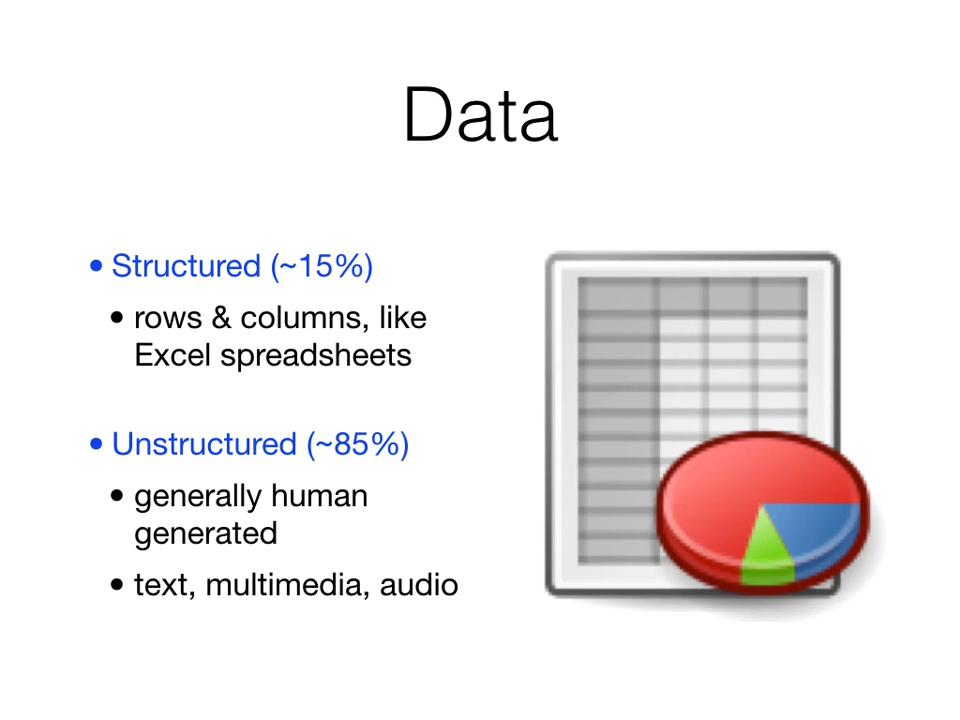 Data
• Structured (~15%)
• rows & columns, like
Excel spreadsheets
• Unstructured (~85%)
• generally human
generated
• text, multimedia, audio